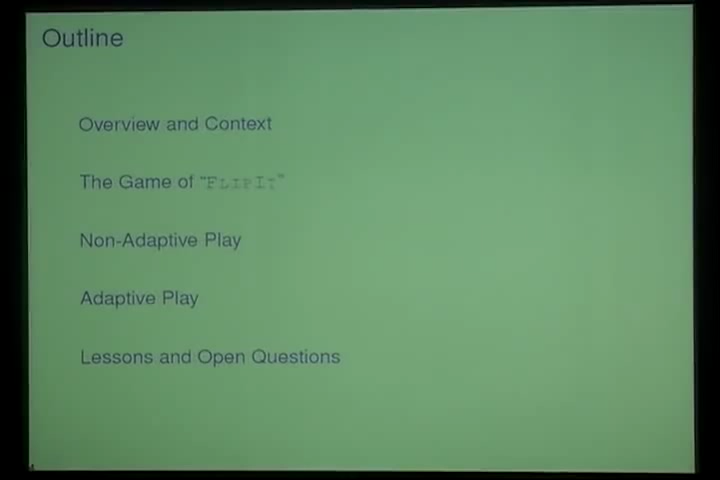 Outline
Overview and Context
The Game of “FLIPIT”
Non-Adaptive Play
Adaptive Play
Lessons and Open Questions